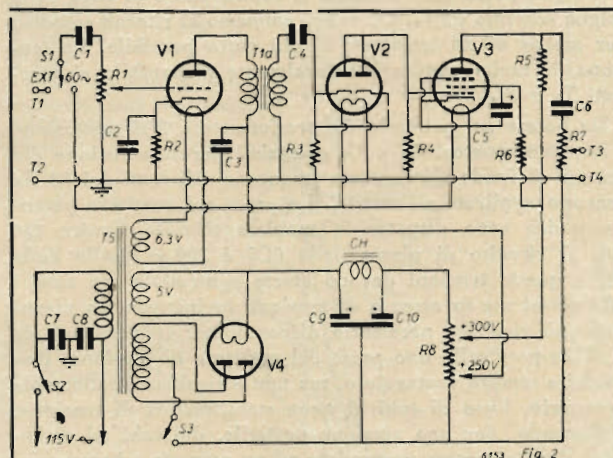 S1
C1
EXT
60~
T1
R1
V1
T1a
C4
V2
V3
R5
C6
C2
R2
C3
R3
R4
C5
R6
R7
T3
T2
T4
TS
6,3V
5V
CH
C9
C10
+300V
R8
+250V
V4
C7
C8
S2
S3
115V~
6153 Fig. 2